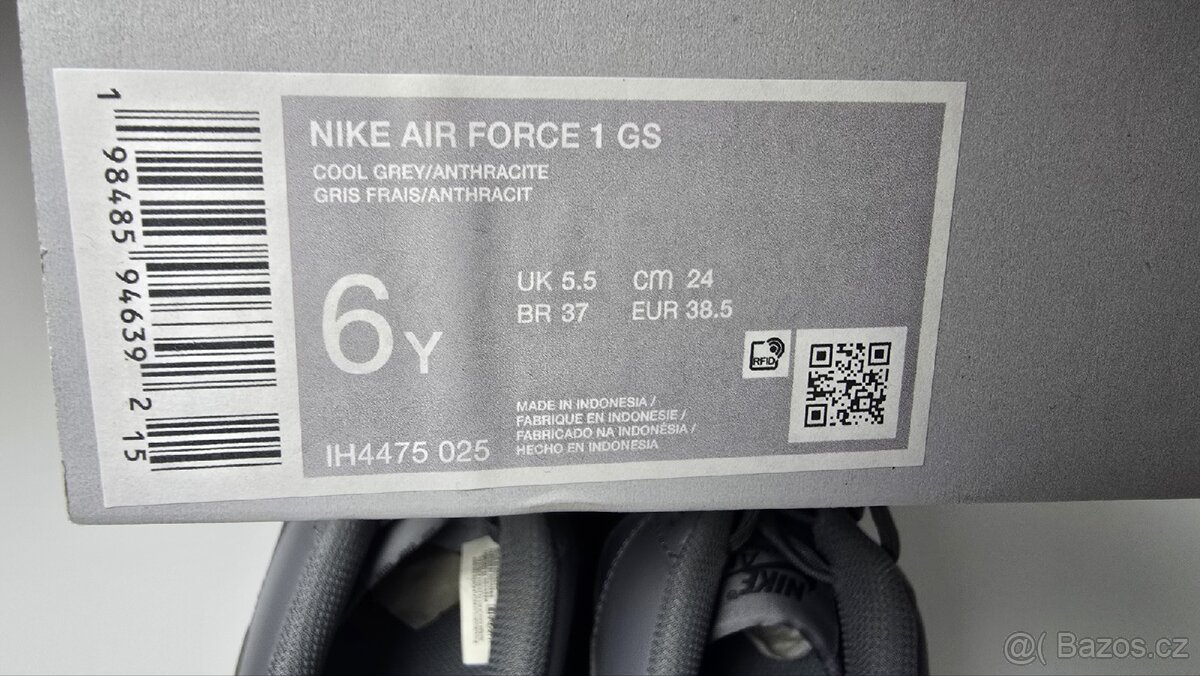 1 98485 94639 2 15
NIKE AIR FORCE 1 GS
COOL GREY/ANTHRACITE
GRIS FRAIS/ANTHRACIT
6Y
UK 5.5 cm 24
BR 37 EUR 38.5
RFID
MADE IN INDONESIA /
FABRIQUE EN INDONESIE /
FABRICADO NA INDONÉSIA /
HECHO EN INDONESIA
IH4475 025
NIKE
@( Bazos.cz